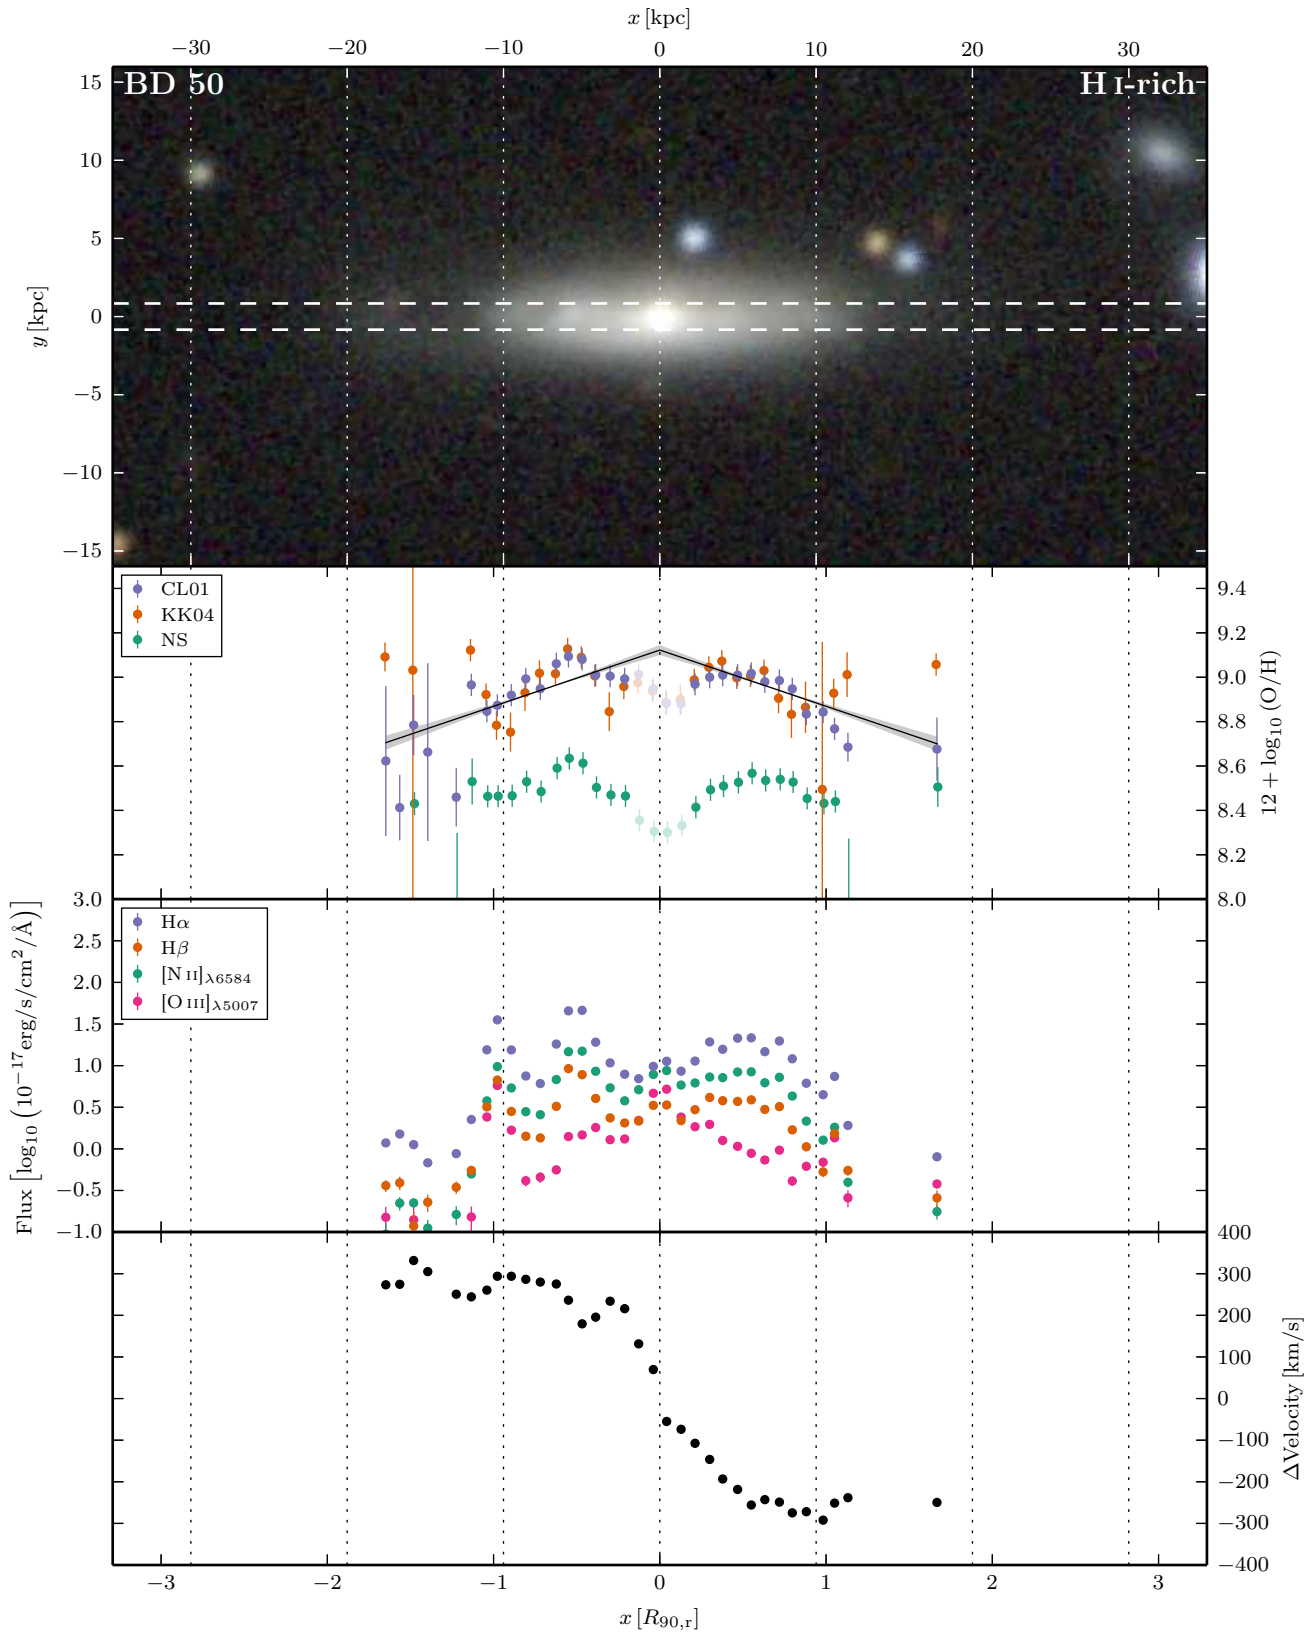 x [kpc]
−30 −20 −10 0 10 20 30
BD 50 H I-rich
15
10
5
0
−5
−10
−15
y [kpc]
CL01
KK04
NS
9.4
9.2
9.0
8.8
8.6
8.4
8.2
8.0
12 + log₁₀ (O/H)
Hα
Hβ
[N II]λ6584
[O III]λ5007
3.0
2.5
2.0
1.5
1.0
0.5
0.0
−0.5
−1.0
Flux [log₁₀ (10⁻¹⁷erg/s/cm²/Å)]
400
300
200
100
0
−100
−200
−300
−400
ΔVelocity [km/s]
−3 −2 −1 0 1 2 3
x [R₉₀,ᵣ]